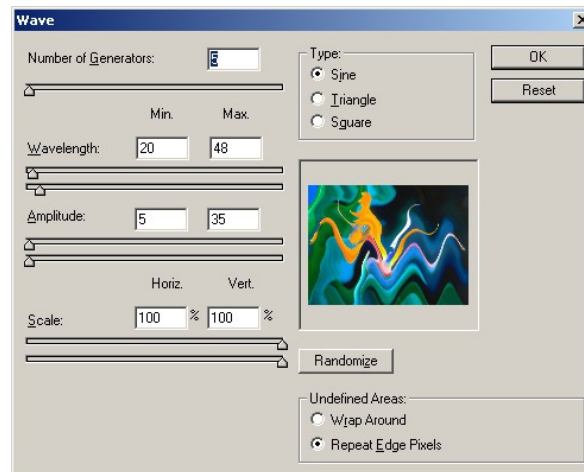 Wave
Number of Generators: 5
Min. Max.
Wavelength: 20 48
Amplitude: 5 35
Horiz. Vert.
Scale: 100 % 100 %
Type:
Sine
Triangle
Square
OK
Reset
Randomize
Undefined Areas:
Wrap Around
Repeat Edge Pixels